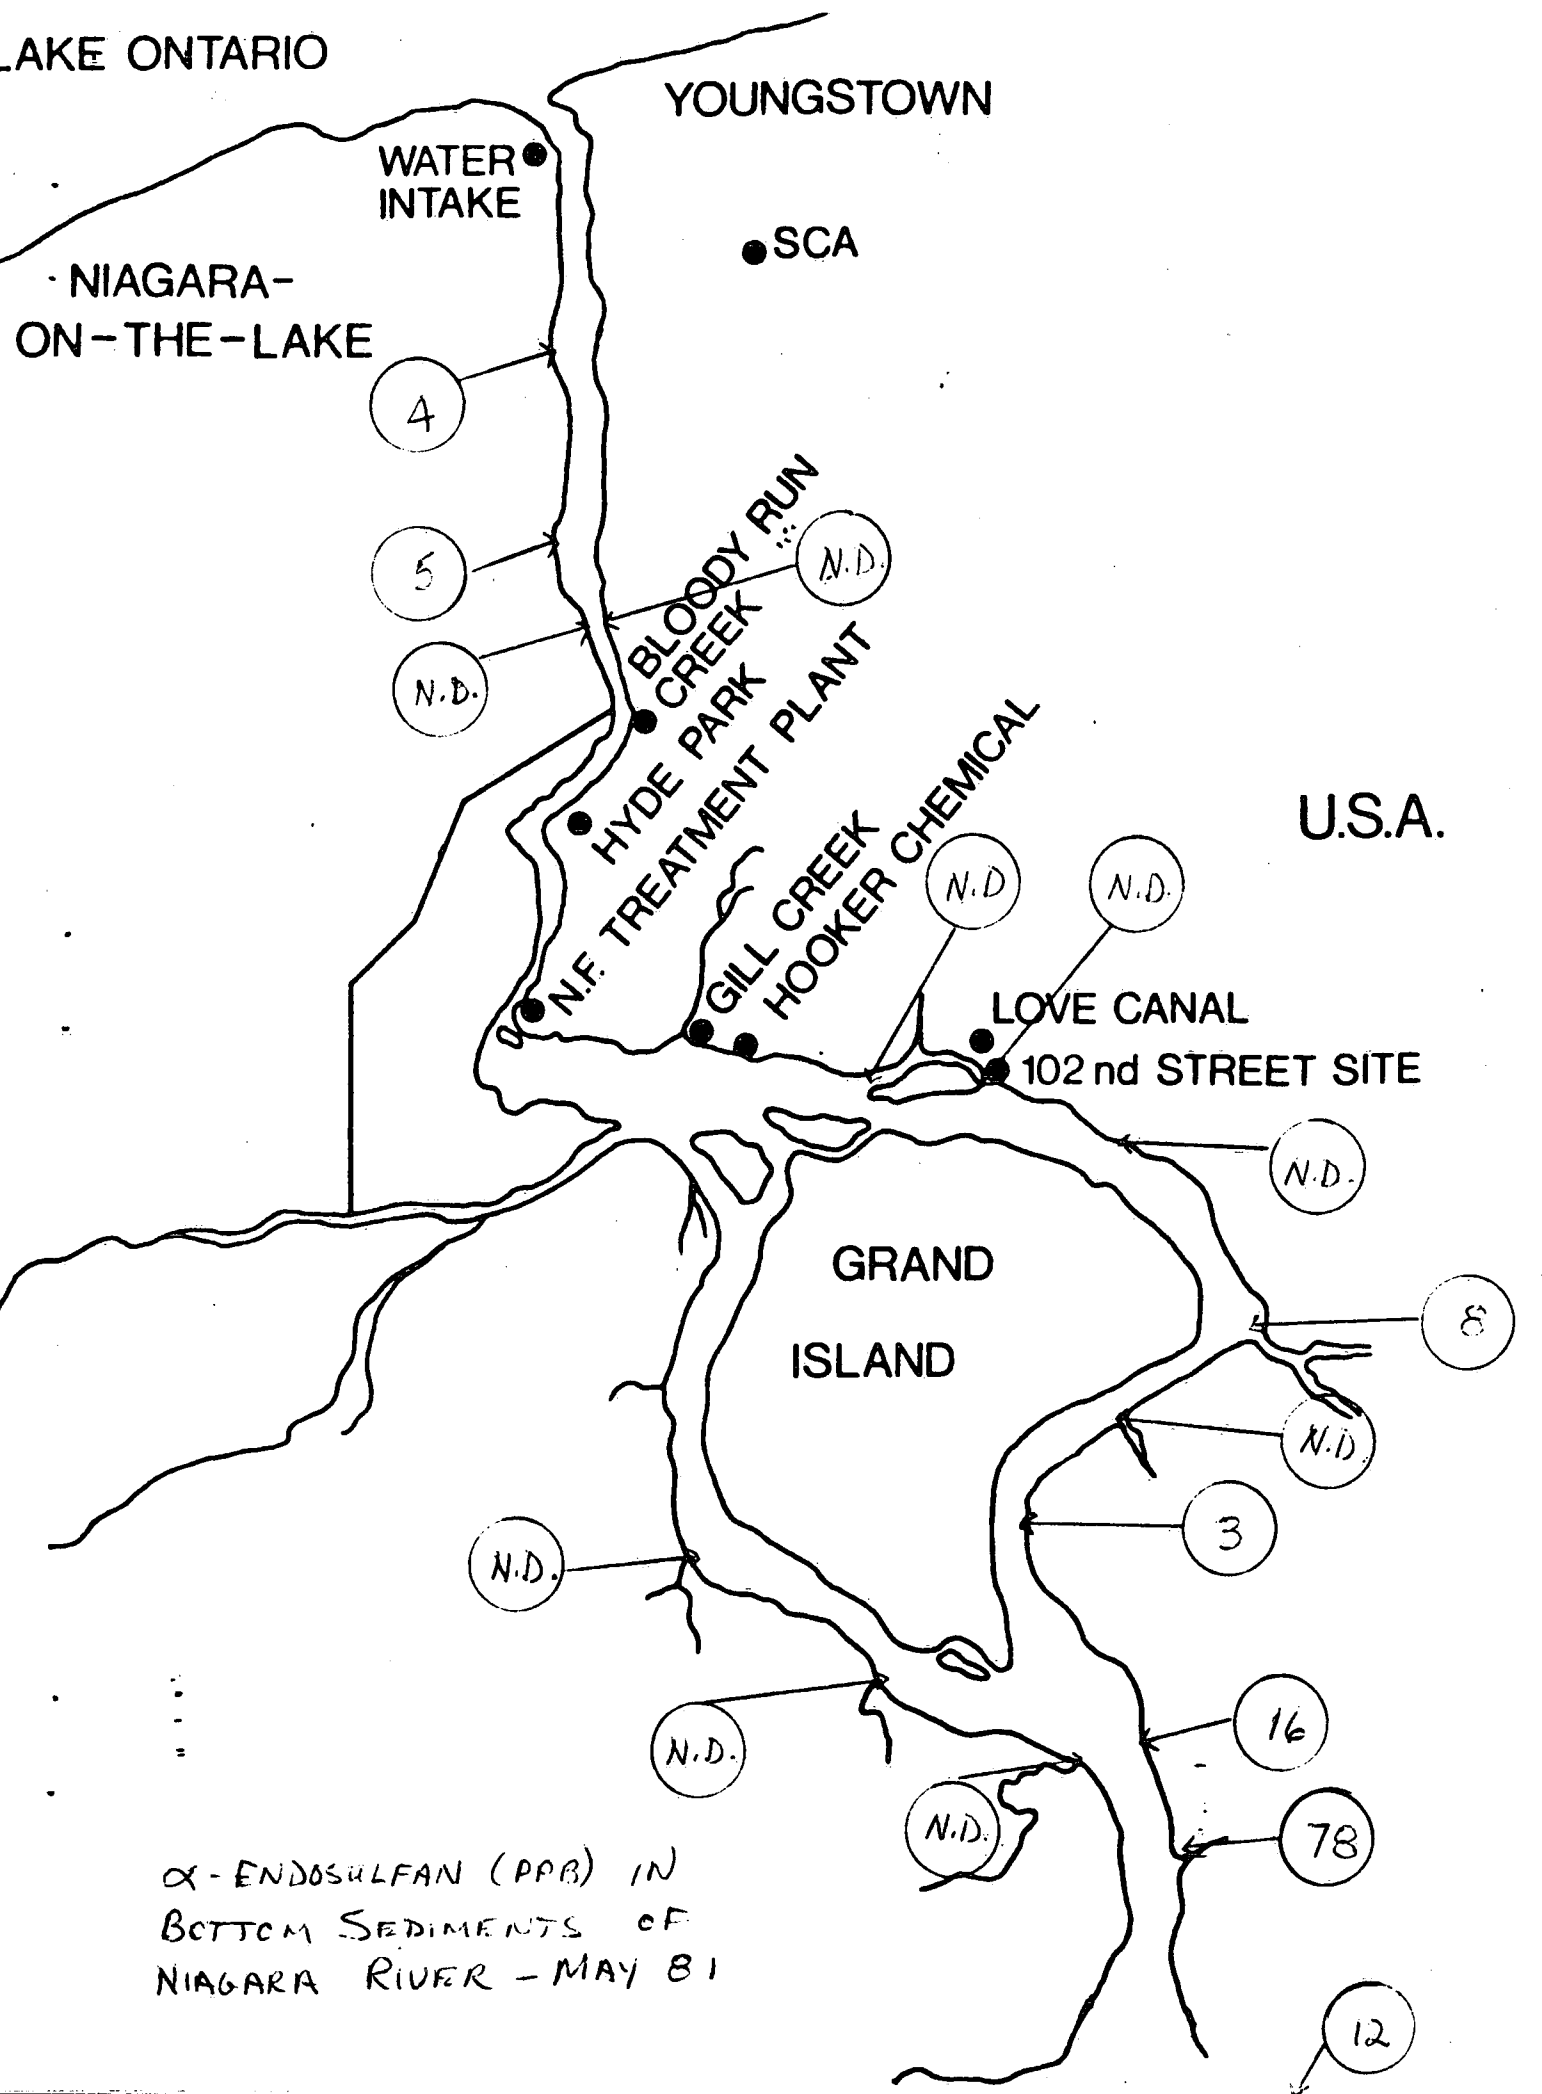 LAKE ONTARIO
YOUNGSTOWN
WATER
INTAKE
SCA
NIAGARA-
ON-THE-LAKE
4
BLOODY RUN
CREEK
5
N.D.
N.D.
HYDE PARK
N.F. TREATMENT PLANT
GILL CREEK
HOOKER CHEMICAL
U.S.A.
N.D
N.D.
LOVE CANAL
102nd STREET SITE
N.D.
GRAND
ISLAND
8
N.D.
3
N.D.
N.D.
16
N.D.
78
α-ENDOSULFAN (PPB) IN
BOTTOM SEDIMENTS OF
NIAGARA RIVER - MAY 81
12